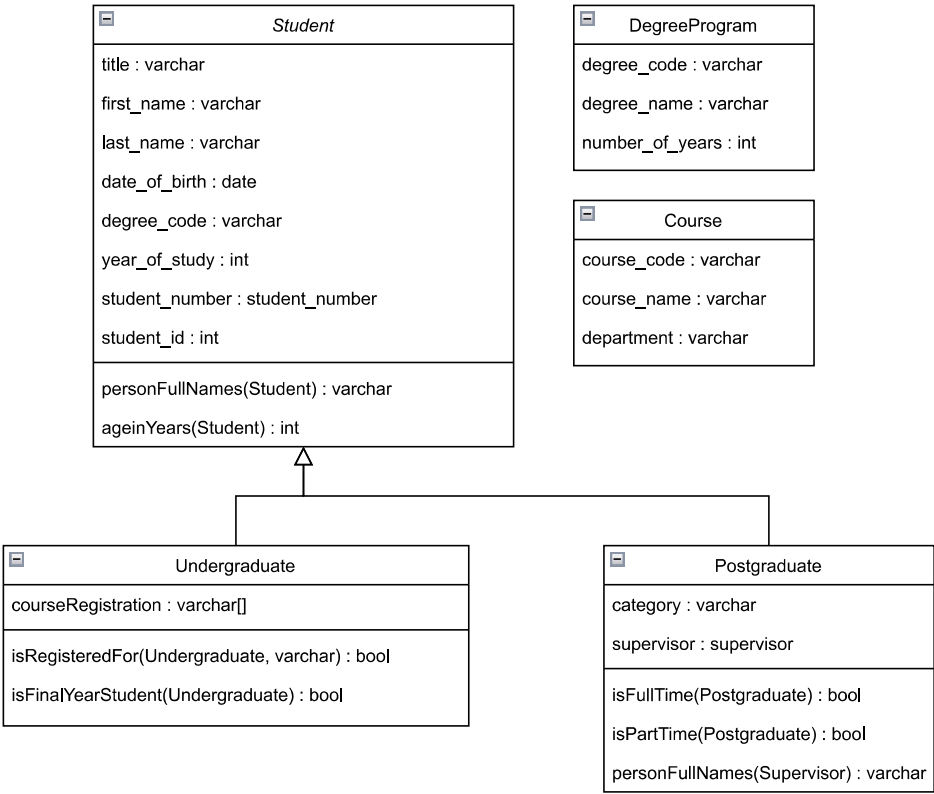 Student
title : varchar
first_name : varchar
last_name : varchar
date_of_birth : date
degree_code : varchar
year_of_study : int
student_number : student_number
student_id : int
personFullNames(Student) : varchar
ageinYears(Student) : int
DegreeProgram
degree_code : varchar
degree_name : varchar
number_of_years : int
Course
course_code : varchar
course_name : varchar
department : varchar
Undergraduate
courseRegistration : varchar[]
isRegisteredFor(Undergraduate, varchar) : bool
isFinalYearStudent(Undergraduate) : bool
Postgraduate
category : varchar
supervisor : supervisor
isFullTime(Postgraduate) : bool
isPartTime(Postgraduate) : bool
personFullNames(Supervisor) : varchar